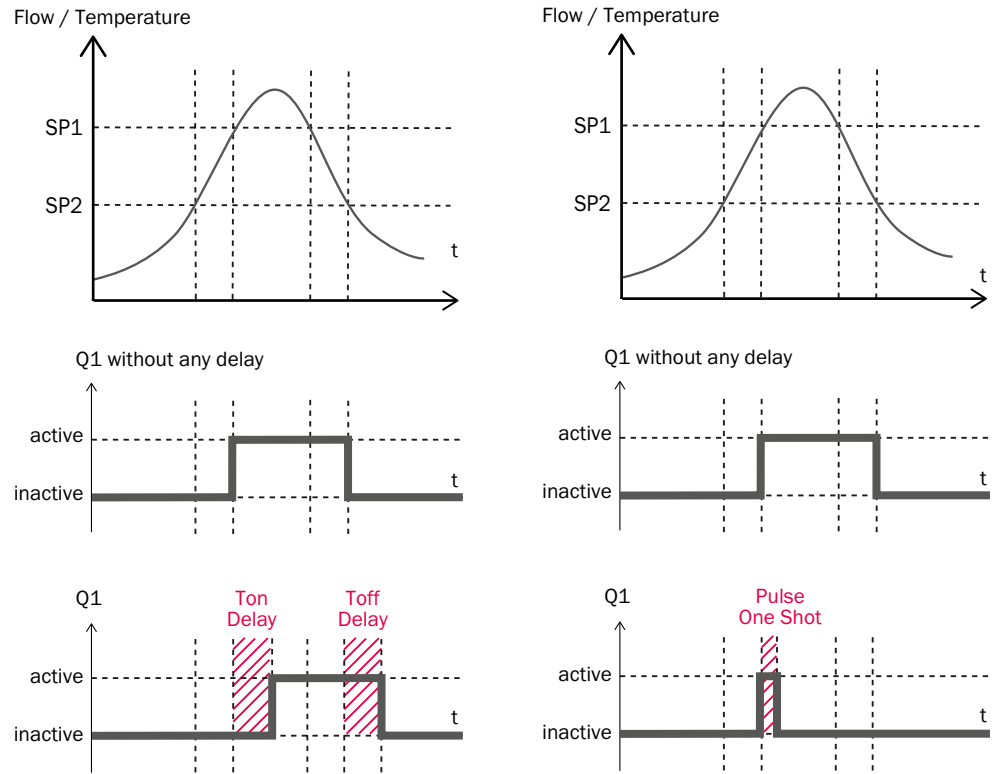 Flow / Temperature
SP1
SP2
t
Q1 without any delay
active
inactive
t
Q1
Ton
Delay
Toff
Delay
active
inactive
t
Flow / Temperature
SP1
SP2
t
Q1 without any delay
active
inactive
t
Q1
Pulse
One Shot
active
inactive
t